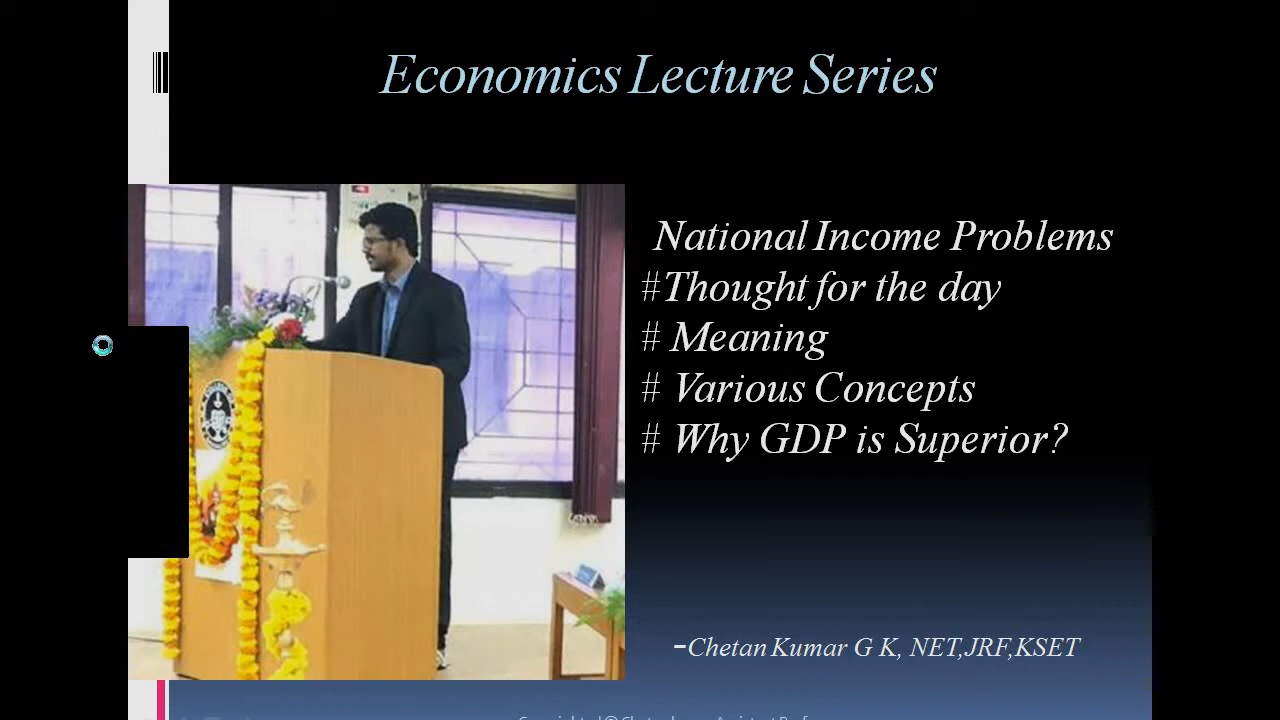 Economics Lecture Series
National Income Problems
#Thought for the day
# Meaning
# Various Concepts
# Why GDP is Superior?
-Chetan Kumar G K, NET,JRF,KSET